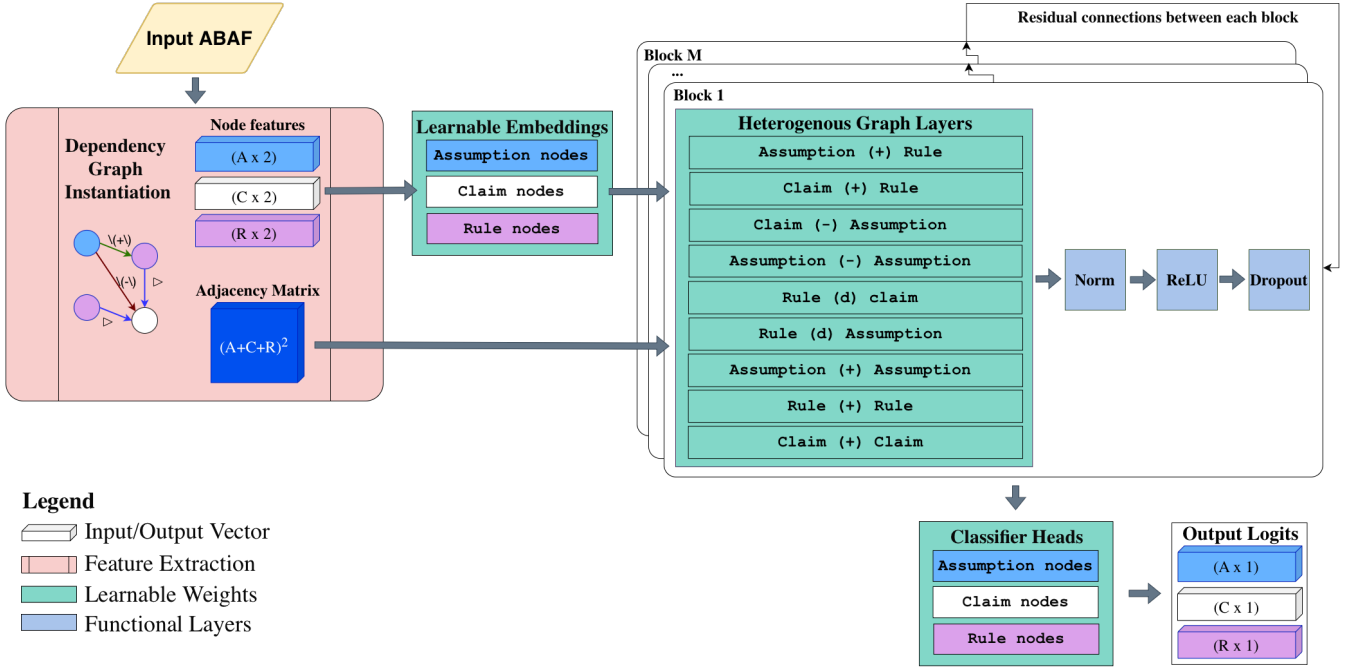 Input ABAF
Dependency
Graph
Instantiation
Node features
(A x 2)
(C x 2)
(R x 2)
\(+\)
\(-\)
▷
▷
Adjacency Matrix
(A+C+R)²
Learnable Embeddings
Assumption nodes
Claim nodes
Rule nodes
Residual connections between each block
Block M
...
Block 1
Heterogenous Graph Layers
Assumption (+) Rule
Claim (+) Rule
Claim (-) Assumption
Assumption (-) Assumption
Rule (d) claim
Rule (d) Assumption
Assumption (+) Assumption
Rule (+) Rule
Claim (+) Claim
Norm
ReLU
Dropout
Classifier Heads
Assumption nodes
Claim nodes
Rule nodes
Output Logits
(A x 1)
(C x 1)
(R x 1)
Legend
Input/Output Vector
Feature Extraction
Learnable Weights
Functional Layers